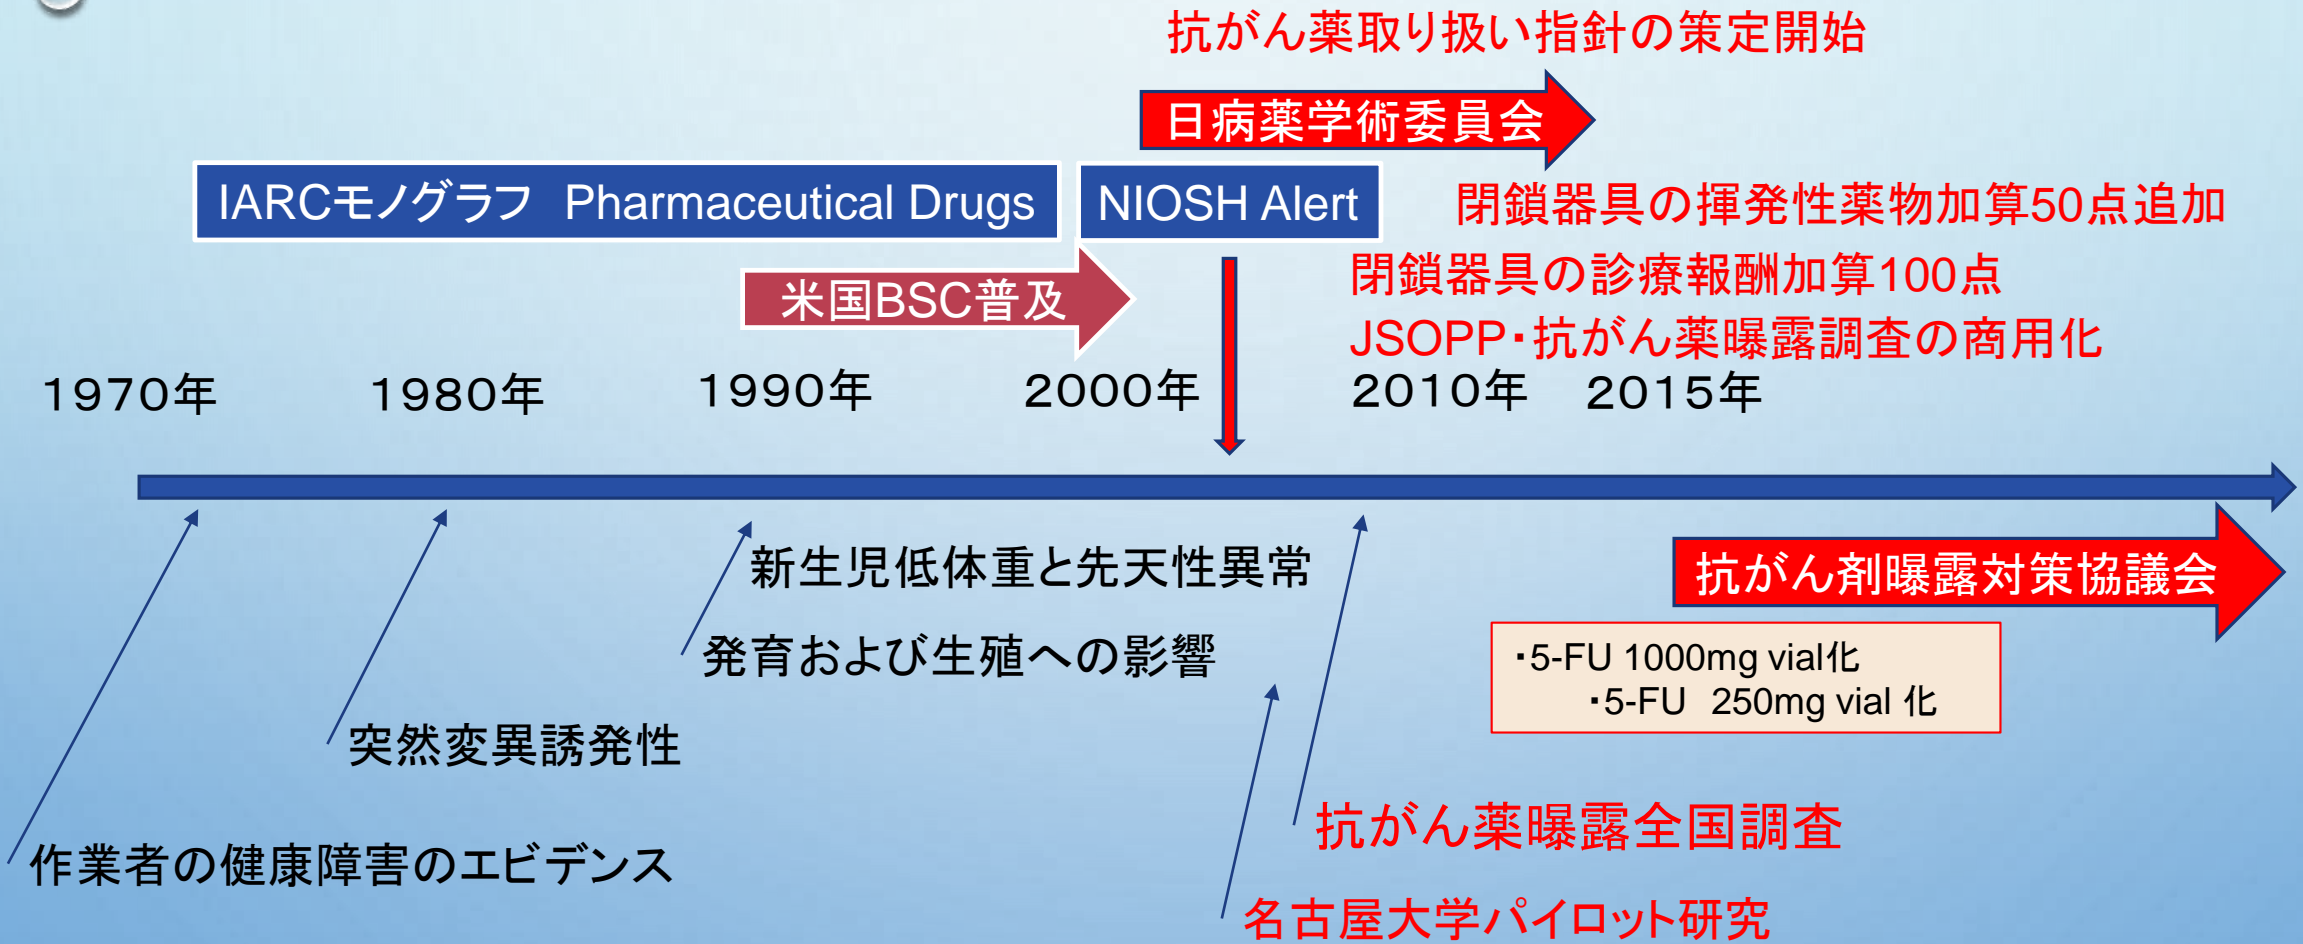 抗がん薬取り扱い指針の策定開始
日病薬学術委員会
IARCモノグラフ　Pharmaceutical Drugs
NIOSH Alert
閉鎖器具の揮発性薬物加算50点追加
米国BSC普及
閉鎖器具の診療報酬加算100点
JSOPP・抗がん薬曝露調査の商用化
1970年
1980年
1990年
2000年
2010年
2015年
新生児低体重と先天性異常
抗がん剤曝露対策協議会
発育および生殖への影響
・5-FU 1000mg vial化
・5-FU　250mg vial 化
突然変異誘発性
抗がん薬曝露全国調査
作業者の健康障害のエビデンス
名古屋大学パイロット研究